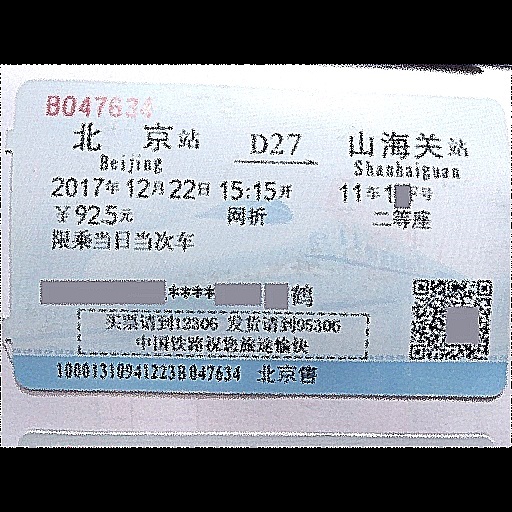 B047634
北 京站 D27 山海关站
Beijing Shanhaiguan
2017年12月22日 15:15开 11车1 F号
￥92.5元 网折 二等座
限乘当日当次车
**** 鹤
买票请到12306 发货请到95306
中国铁路祝您旅途愉快
108001310941223B047634 北京售